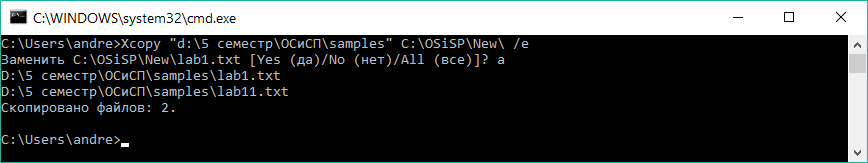 C:\WINDOWS\system32\cmd.exe
C:\Users\andre>Xcopy "d:\5 семестр\ОСиСП\samples" C:\OSiSP\New\ /e
Заменить C:\OSiSP\New\lab1.txt [Yes (да)/No (нет)/All (все)]? a
D:\5 семестр\ОСиСП\samples\lab1.txt
D:\5 семестр\ОСиСП\samples\lab11.txt
Скопировано файлов: 2.
C:\Users\andre>